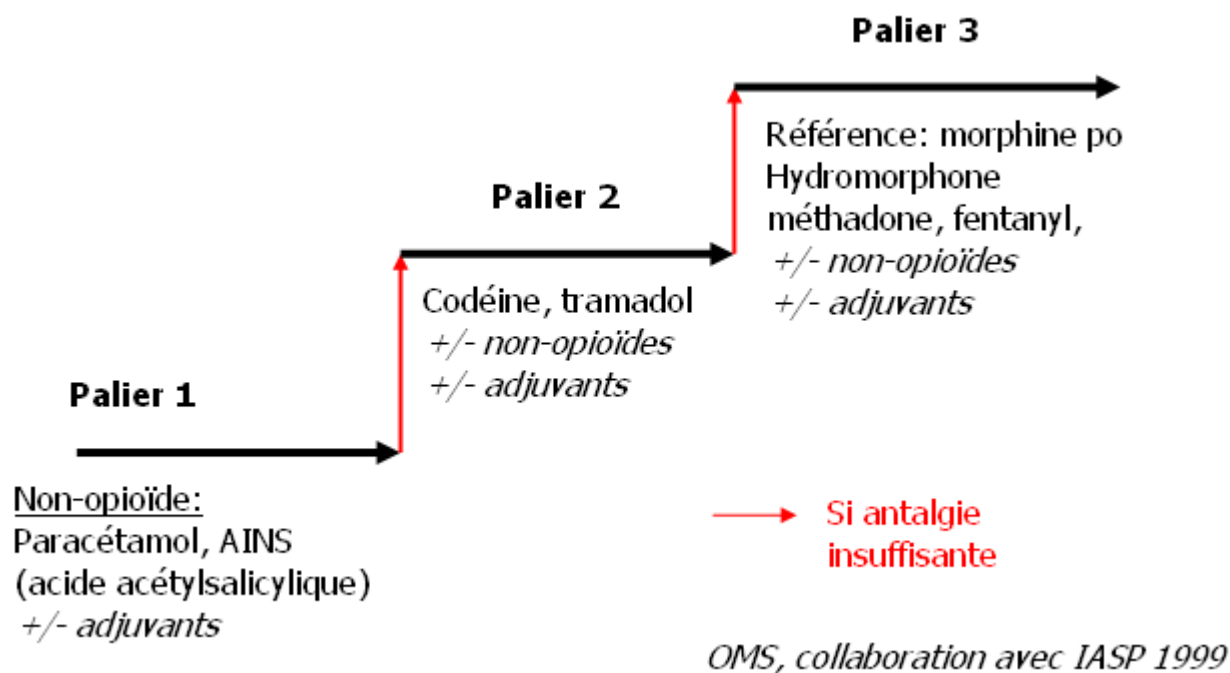 Palier 3
Référence: morphine po
Hydromorphone
méthadone, fentanyl,
+/- non-opioïdes
+/- adjuvants
Palier 2
Codéine, tramadol
+/- non-opioïdes
+/- adjuvants
Palier 1
Non-opioïde:
Paracétamol, AINS
(acide acétylsalicylique)
+/- adjuvants
Si antalgie
insuffisante
OMS, collaboration avec IASP 1999